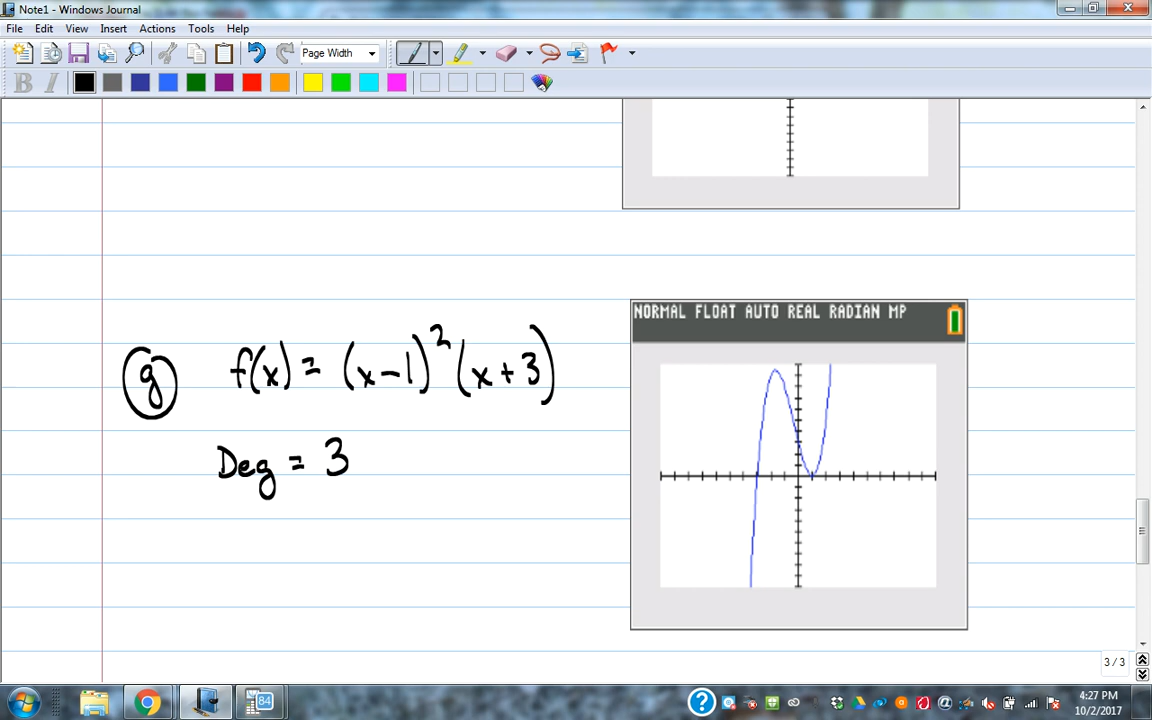 Note1 - Windows Journal
File Edit View Insert Actions Tools Help
Page Width
B I
NORMAL FLOAT AUTO REAL RADIAN MP
g f(x) = (x-1)² (x+3)
Deg = 3
3 / 3
84
4:27 PM
10/2/2017